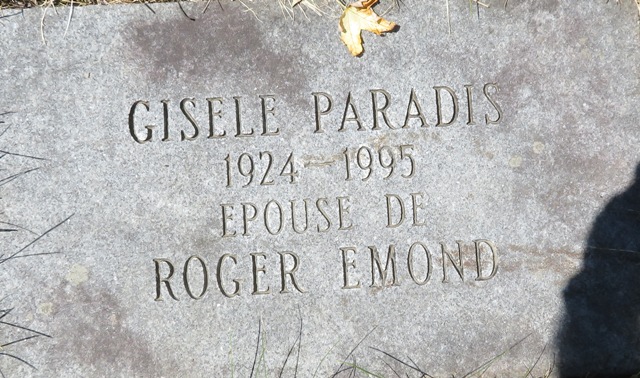 GISELE PARADIS
1924-1995
EPOUSE DE
ROGER EMOND